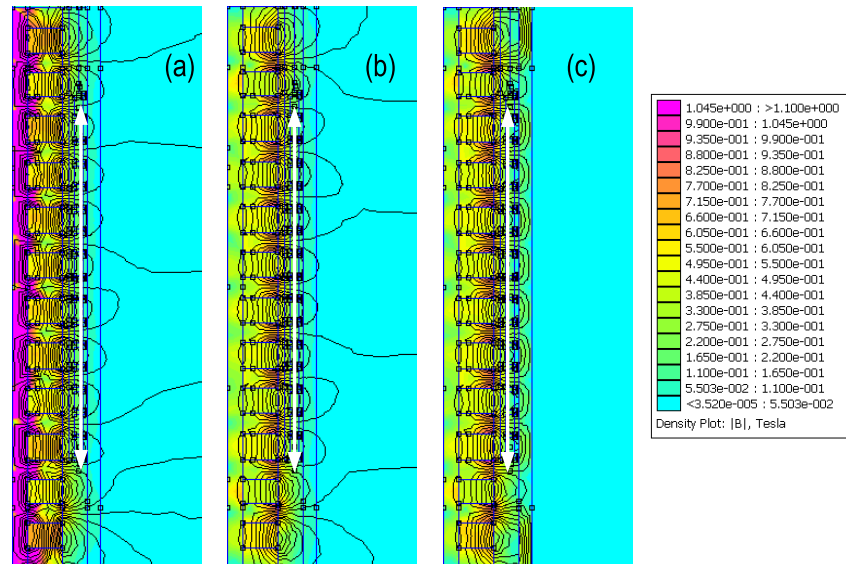 (a)
(b)
(c)
1.045e+000 : >1.100e+000
9.900e-001 : 1.045e+000
9.350e-001 : 9.900e-001
8.800e-001 : 9.350e-001
8.250e-001 : 8.800e-001
7.700e-001 : 8.250e-001
7.150e-001 : 7.700e-001
6.600e-001 : 7.150e-001
6.050e-001 : 6.600e-001
5.500e-001 : 6.050e-001
4.950e-001 : 5.500e-001
4.400e-001 : 4.950e-001
3.850e-001 : 4.400e-001
3.300e-001 : 3.850e-001
2.750e-001 : 3.300e-001
2.200e-001 : 2.750e-001
1.650e-001 : 2.200e-001
1.100e-001 : 1.650e-001
5.503e-002 : 1.100e-001
<3.520e-005 : 5.503e-002
Density Plot: |B|, Tesla